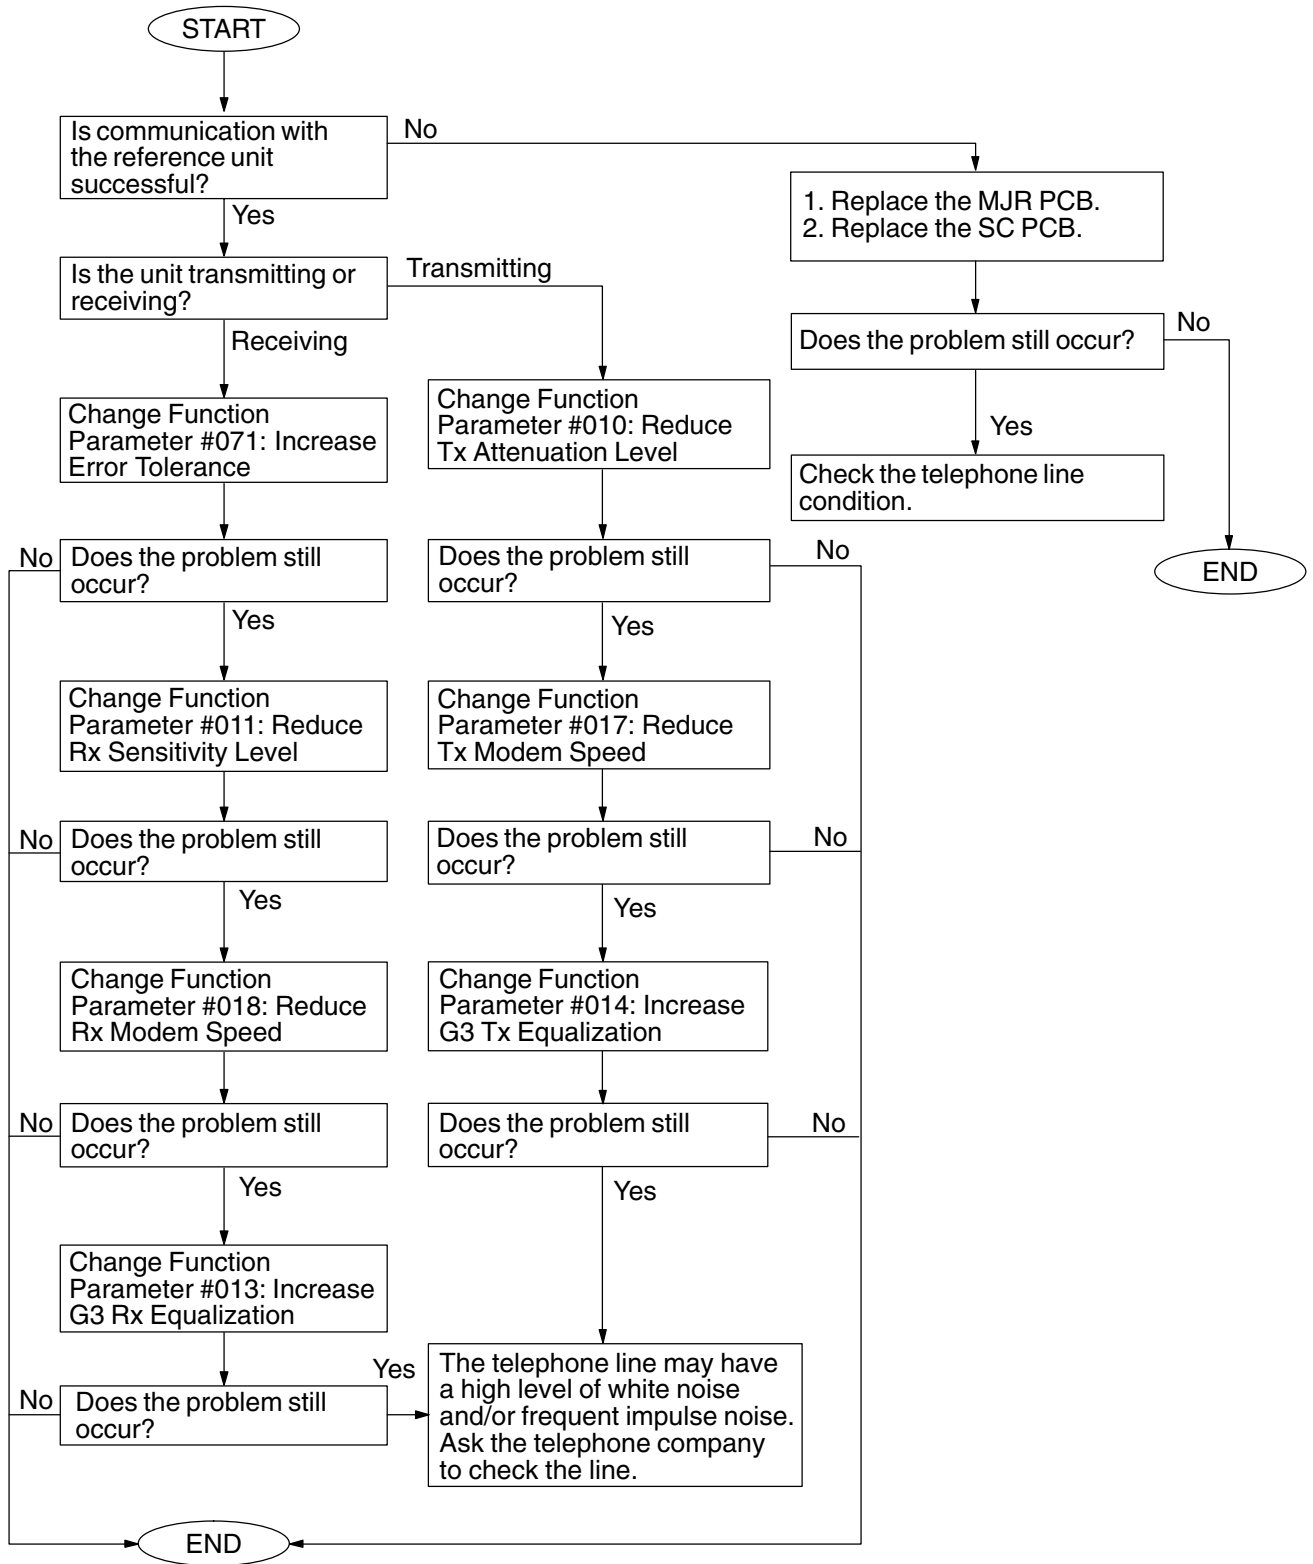 START
Is communication with
the reference unit
successful?
No
Yes
1. Replace the MJR PCB.
2. Replace the SC PCB.
Is the unit transmitting or
receiving?
Transmitting
Receiving
Does the problem still occur?
No
Yes
Check the telephone line
condition.
END
Change Function
Parameter #071: Increase
Error Tolerance
Change Function
Parameter #010: Reduce
Tx Attenuation Level
No
Does the problem still
occur?
Yes
Does the problem still
occur?
No
Yes
Change Function
Parameter #011: Reduce
Rx Sensitivity Level
Change Function
Parameter #017: Reduce
Tx Modem Speed
No
Does the problem still
occur?
Yes
Does the problem still
occur?
No
Yes
Change Function
Parameter #018: Reduce
Rx Modem Speed
Change Function
Parameter #014: Increase
G3 Tx Equalization
No
Does the problem still
occur?
Yes
Does the problem still
occur?
No
Yes
Change Function
Parameter #013: Increase
G3 Rx Equalization
No
Does the problem still
occur?
Yes
The telephone line may have
a high level of white noise
and/or frequent impulse noise.
Ask the telephone company
to check the line.
END